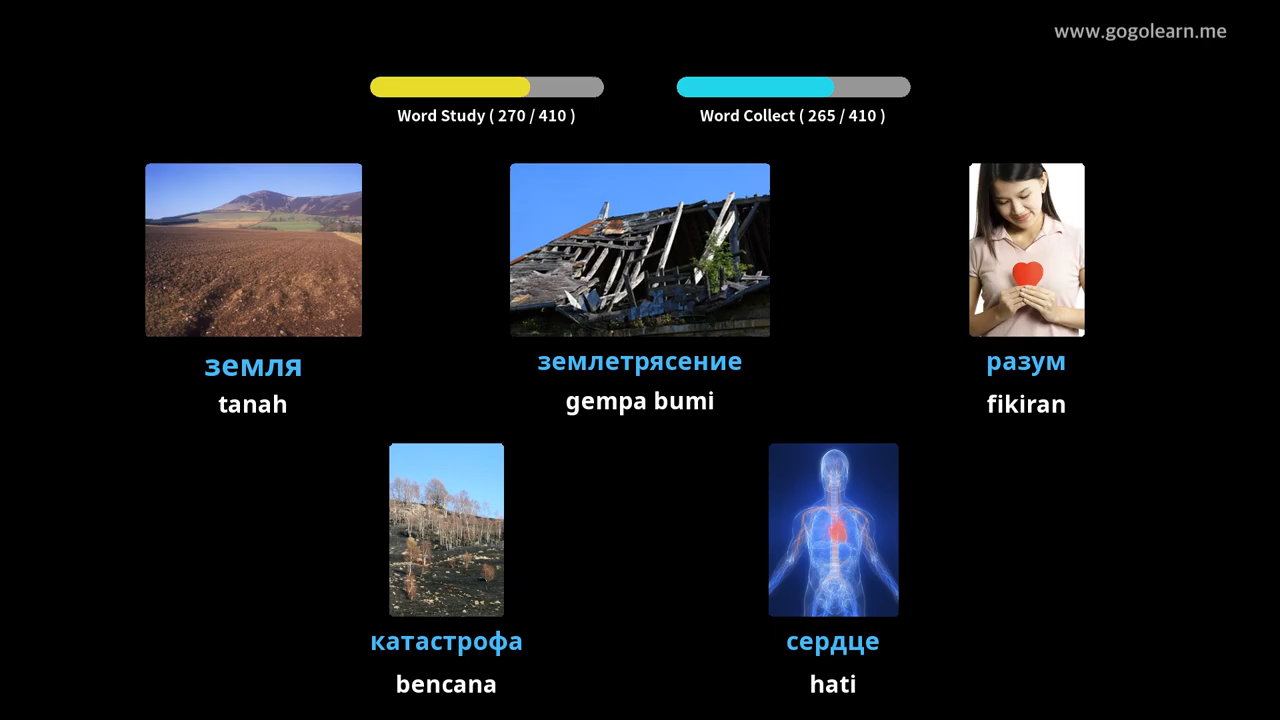 www.gogolearn.me
Word Study ( 270 / 410 )
Word Collect ( 265 / 410 )
земля
tanah
землетрясение
gempa bumi
разум
fikiran
катастрофа
bencana
сердце
hati